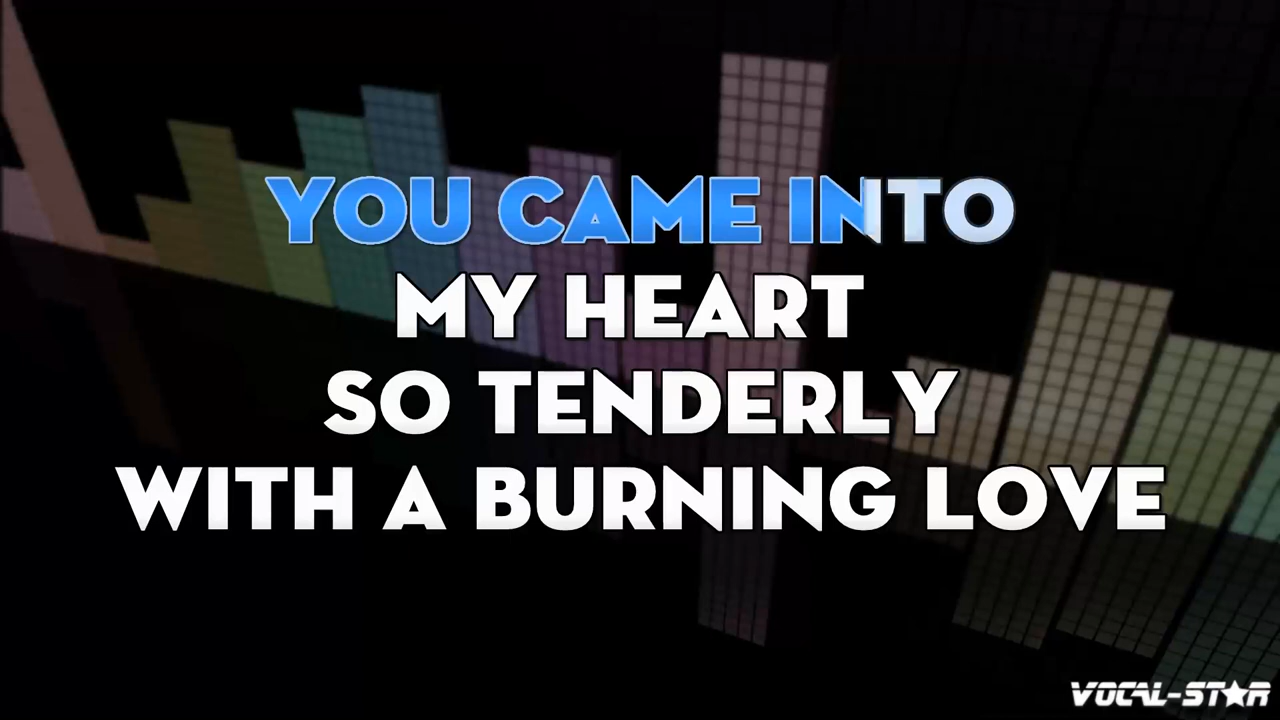 YOU CAME INTO
MY HEART
SO TENDERLY
WITH A BURNING LOVE
VOCAL-STAR